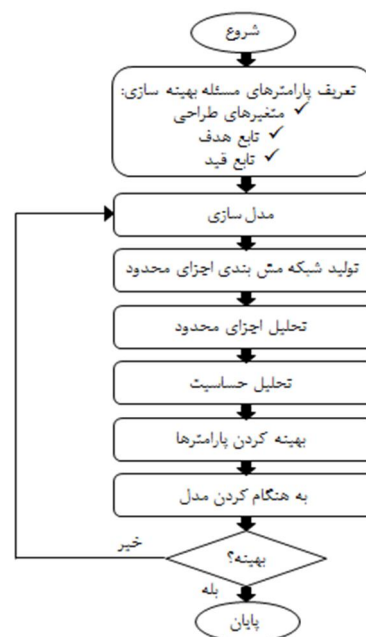 شروع
تعریف پارامترهای مسئله بهینه سازی:
✓ متغیرهای طراحی
✓ تابع هدف
✓ تابع قید
مدل سازی
تولید شبکه مش بندی اجزای محدود
تحلیل اجزای محدود
تحلیل حساسیت
بهینه کردن پارامترها
به هنگام کردن مدل
خیر
بهینه؟
بله
پایان